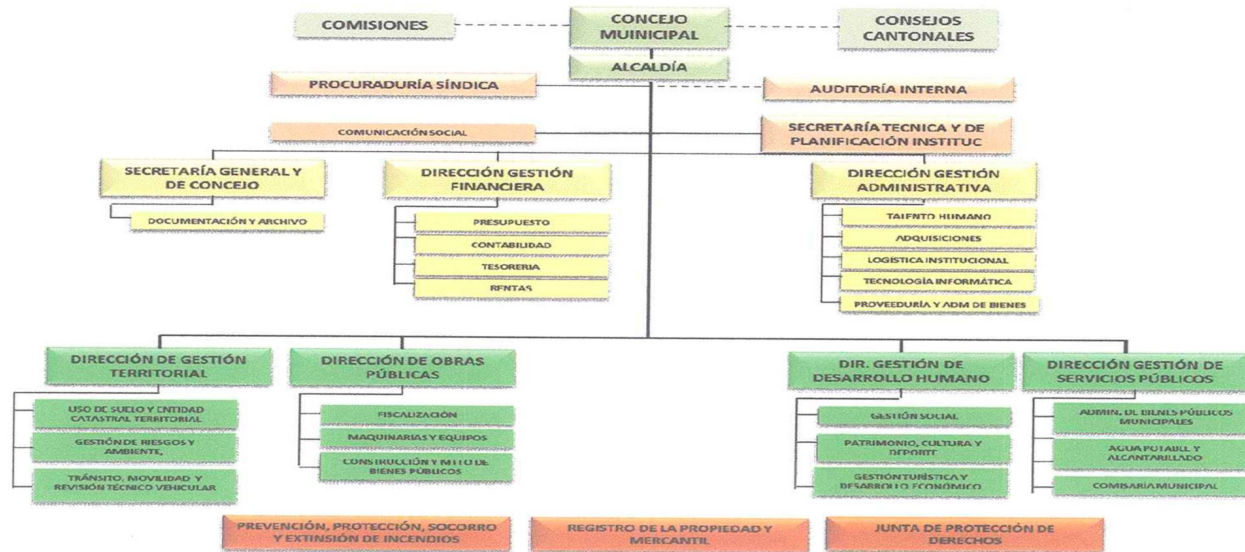 COMISIONES
CONCEJO
MUINICIPAL
CONSEJOS
CANTONALES
ALCALDÍA
PROCURADURÍA SÍNDICA
AUDITORÍA INTERNA
COMUNICACIÓN SOCIAL
SECRETARÍA TECNICA Y DE
PLANIFICACIÓN INSTITUC
SECRETARÍA GENERAL Y
DE CONCEJO
DIRECCIÓN GESTIÓN
FINANCIERA
DIRECCIÓN GESTIÓN
ADMINISTRATIVA
DOCUMENTACIÓN Y ARCHIVO
PRESUPUESTO
CONTABILIDAD
TESORERIA
RENTAS
TALENTO HUMANO
ADQUISICIONES
LOGÍSTICA INSTITUCIONAL
TECNOLOGÍA INFORMÁTICA
PROVEEDURÍA Y ADM DE BIENES
DIRECCIÓN DE GESTIÓN
TERRITORIAL
DIRECCIÓN DE OBRAS
PÚBLICAS
DIR. GESTIÓN DE
DESARROLLO HUMANO
DIRECCIÓN GESTIÓN DE
SERVICIOS PÚBLICOS
USO DE SUELO Y ENTIDAD
CATASTRAL TERRITORIAL
GESTIÓN DE RIESGOS Y
AMBIENTE,
TRÁNSITO, MOVILIDAD Y
REVISIÓN TÉCNICO VEHICULAR
FISCALIZACIÓN
MAQUINARIAS Y EQUIPOS
CONSTRUCCIÓN Y MTTO DE
BIENES PÚBLICOS
GESTIÓN SOCIAL
PATRIMONIO, CULTURA Y
DEPORTE
GESTIÓN TURÍSTICA Y
DESARROLLO ECONÓMICO
ADMIN. DE BIENES PÚBLICOS
MUNICIPALES
AGUA POTABLE Y
ALCANTARILLADO
COMISARÍA MUNICIPAL
PREVENCIÓN, PROTECCIÓN, SOCORRO
Y EXTINSIÓN DE INCENDIOS
REGISTRO DE LA PROPIEDAD Y
MERCANTIL
JUNTA DE PROTECCIÓN DE
DERECHOS